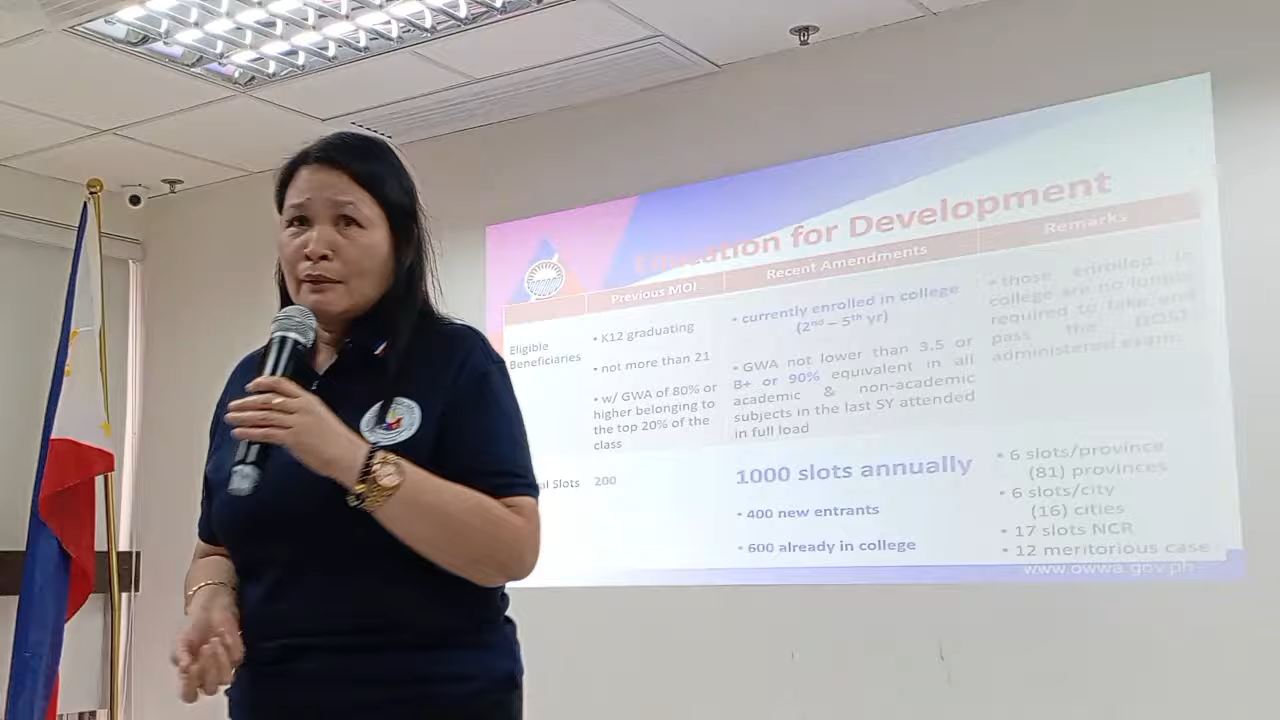 Education for Development
Previous MOI
Recent Amendments
Remarks
Eligible
Beneficiaries
• K12 graduating
• not more than 21
• w/ GWA of 80% or
higher belonging to
the top 20% of the
class
• currently enrolled in college
(2nd – 5th yr)
• GWA not lower than 3.5 or
B+ or 90% equivalent in all
academic & non-academic
subjects in the last SY attended
in full load
• those enrolled in
college are no longer
required to take and
pass the DOST
administered exam
Slots
200
1000 slots annually
• 400 new entrants
• 600 already in college
• 6 slots/province
(81) provinces
• 6 slots/city
(16) cities
• 17 slots NCR
• 12 meritorious case
www.owwa.gov.ph